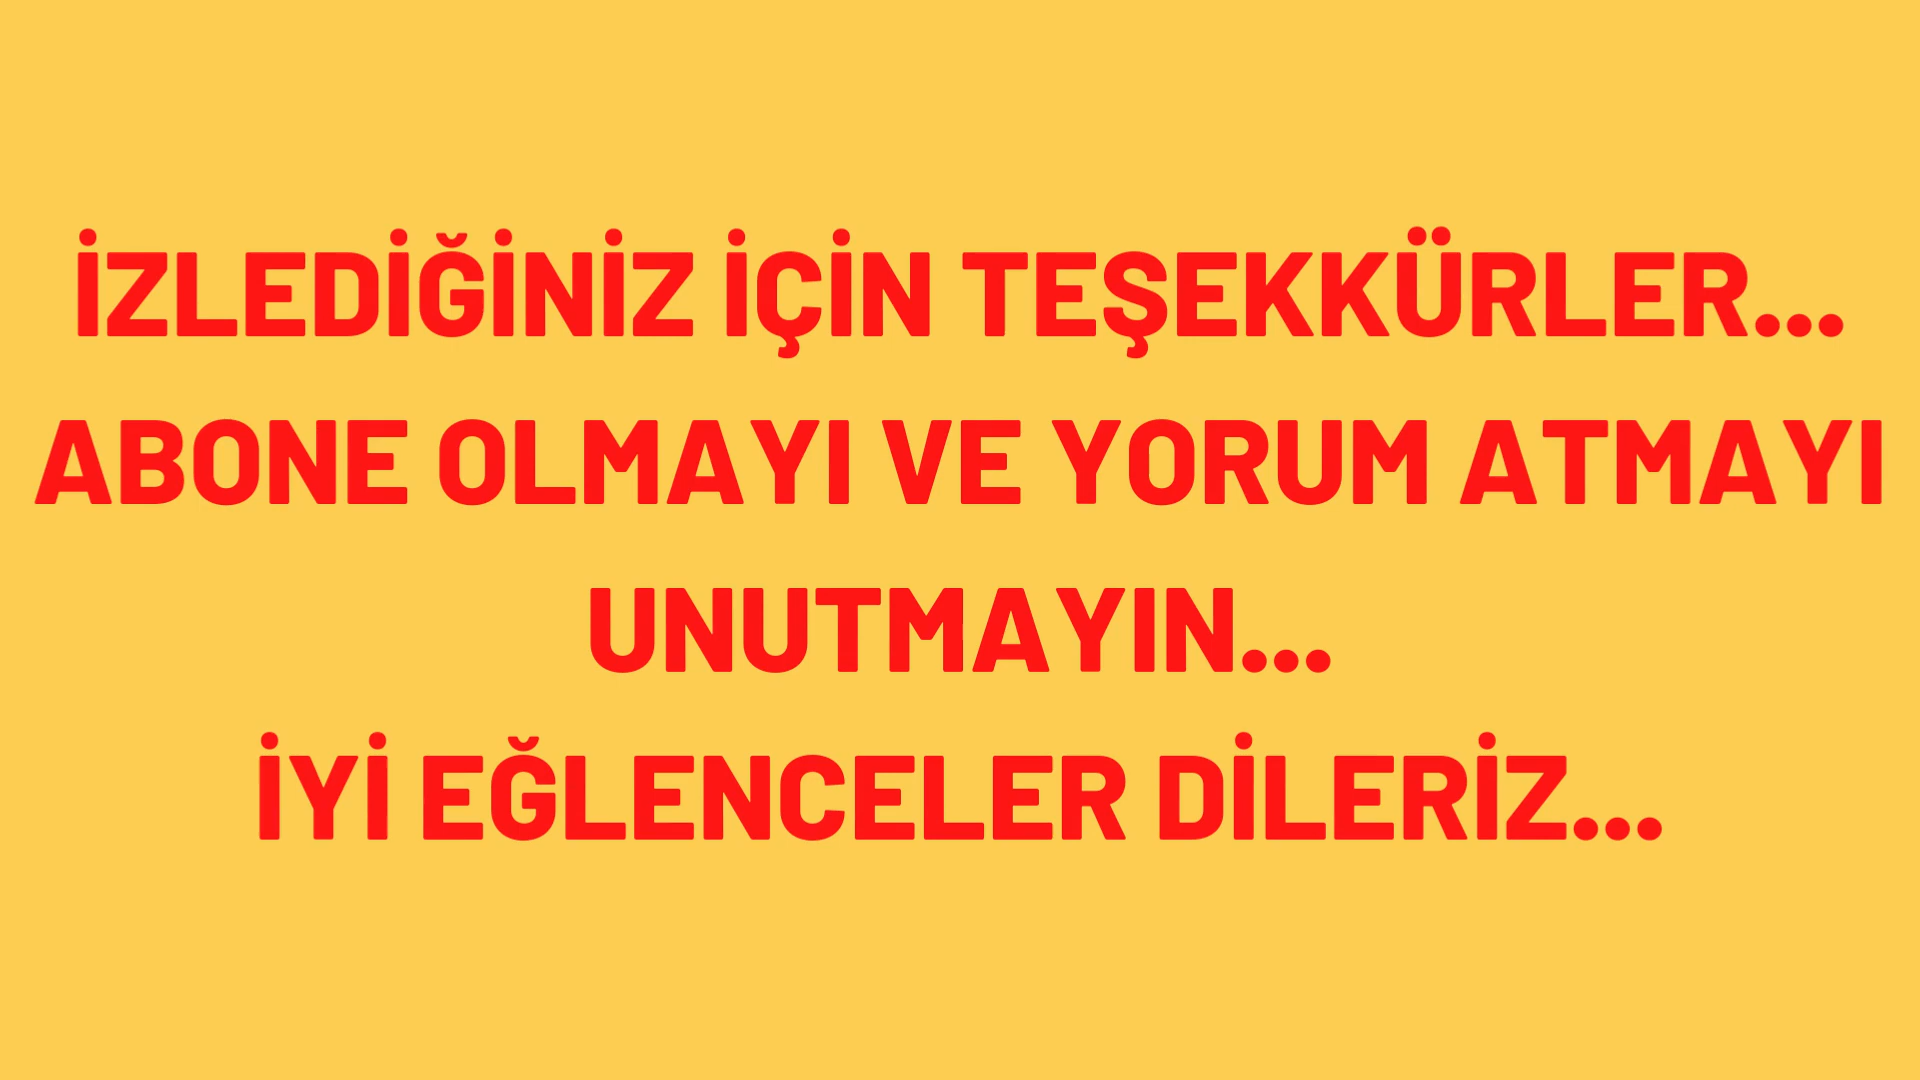 İZLEDİĞİNİZ İÇİN TEŞEKKÜRLER...
ABONE OLMAYI VE YORUM ATMAYI
UNUTMAYIN...
İYİ EĞLENCELER DİLERİZ...